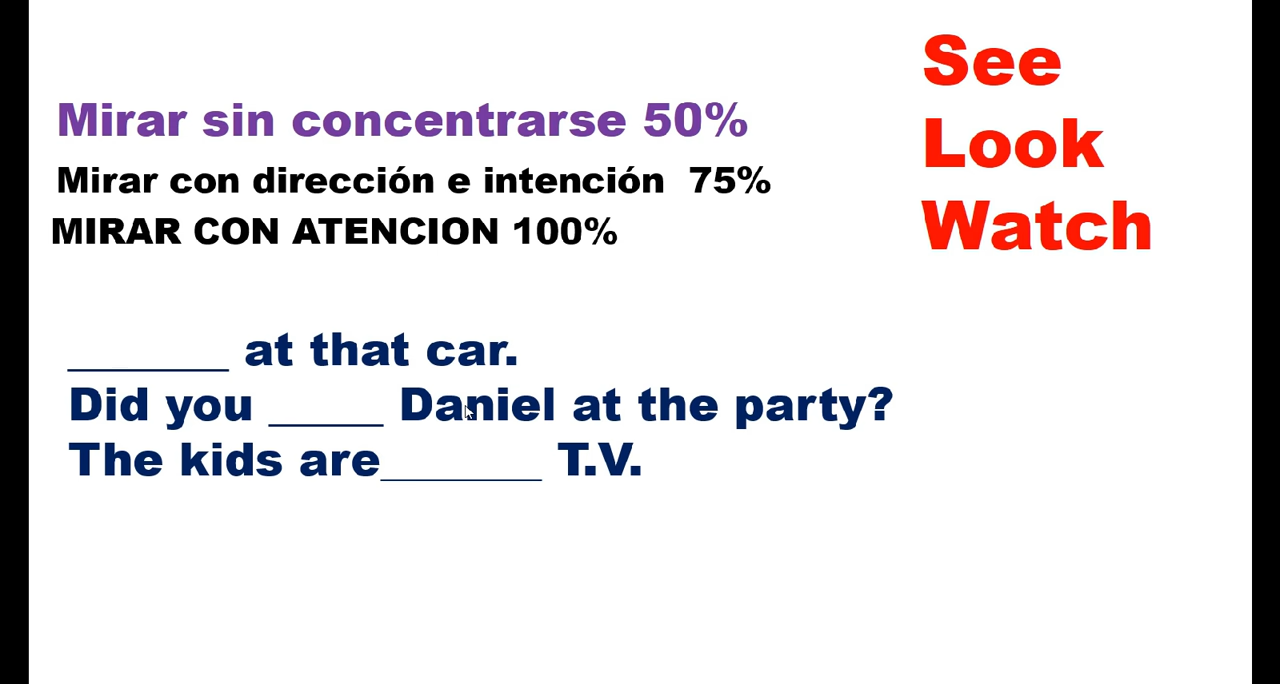 See
Mirar sin concentrarse 50%
Look
Mirar con dirección e intención 75%
MIRAR CON ATENCION 100%
Watch
_______ at that car.
Did you _____ Daniel at the party?
The kids are_______ T.V.